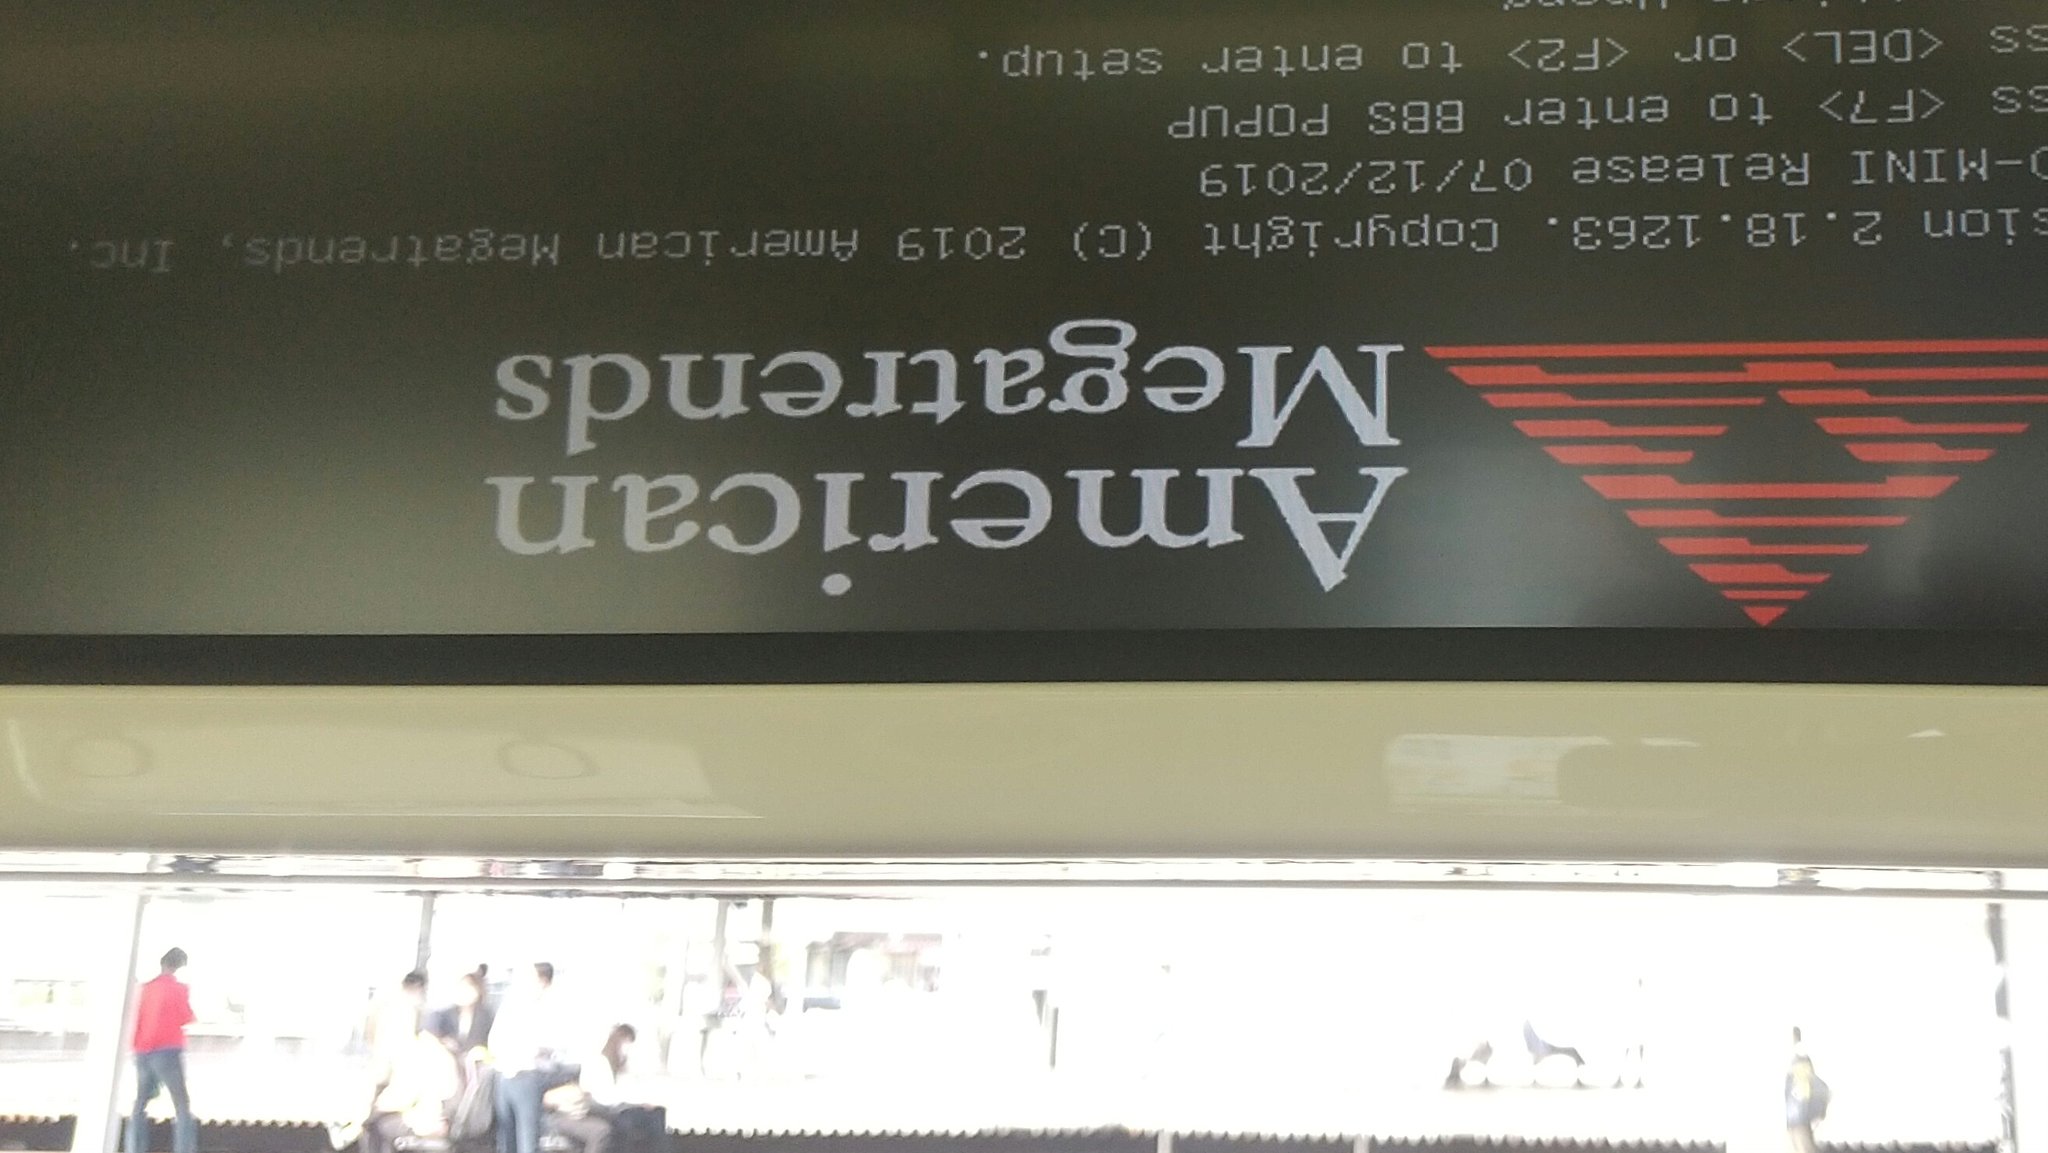 American
Megatrends
sion 2.18.1263. Copyright (C) 2019 American Megatrends, Inc.
D-MINI Release 07/12/2019
ss <F7> to enter BBS POPUP
ss <DEL> or <F2> to enter setup.